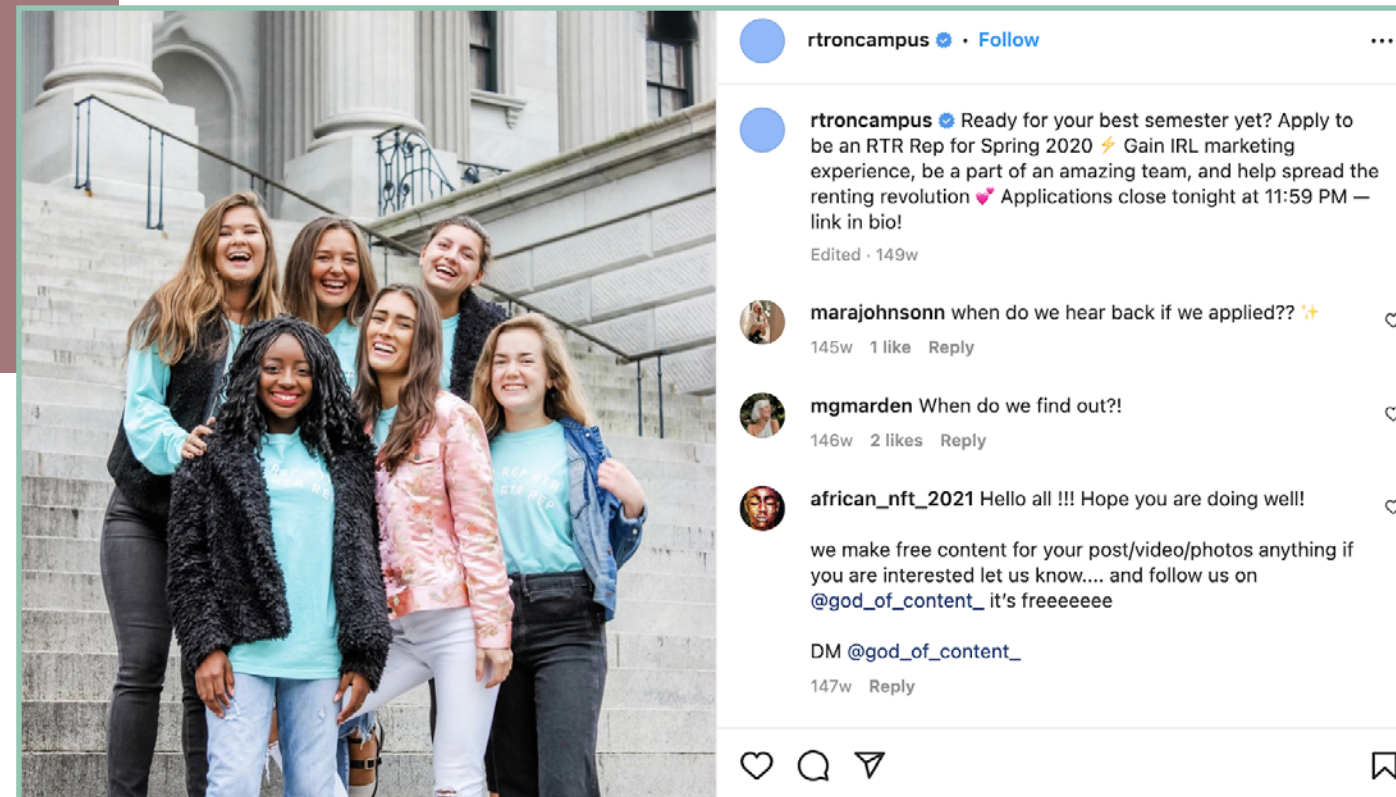 rtroncampus • Follow
rtroncampus Ready for your best semester yet? Apply to
be an RTR Rep for Spring 2020 ⚡ Gain IRL marketing
experience, be a part of an amazing team, and help spread the
renting revolution 💕 Applications close tonight at 11:59 PM —
link in bio!
Edited · 149w
marajohnsonn when do we hear back if we applied?? ✨
145w 1 like Reply
mgmarden When do we find out?!
146w 2 likes Reply
african_nft_2021 Hello all !!! Hope you are doing well!
we make free content for your post/video/photos anything if
you are interested let us know.... and follow us on
@god_of_content_ it's freeeeeee
DM @god_of_content_
147w Reply
REP RTR
RTR REP